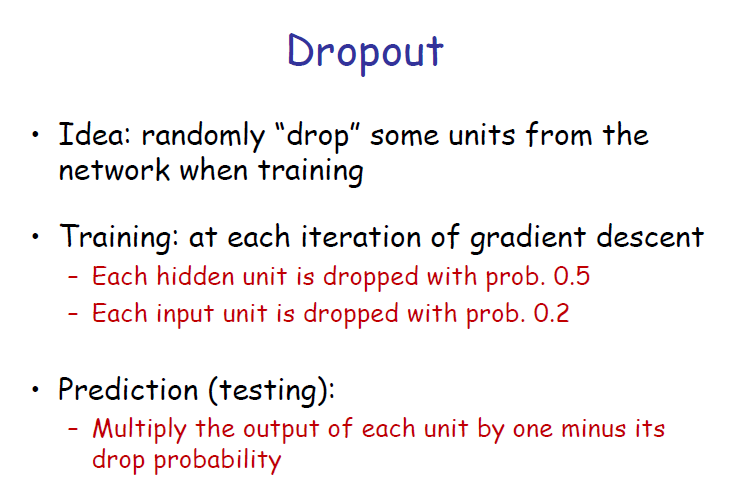 Dropout
• Idea: randomly “drop” some units from the
network when training
• Training: at each iteration of gradient descent
– Each hidden unit is dropped with prob. 0.5
– Each input unit is dropped with prob. 0.2
• Prediction (testing):
– Multiply the output of each unit by one minus its
drop probability